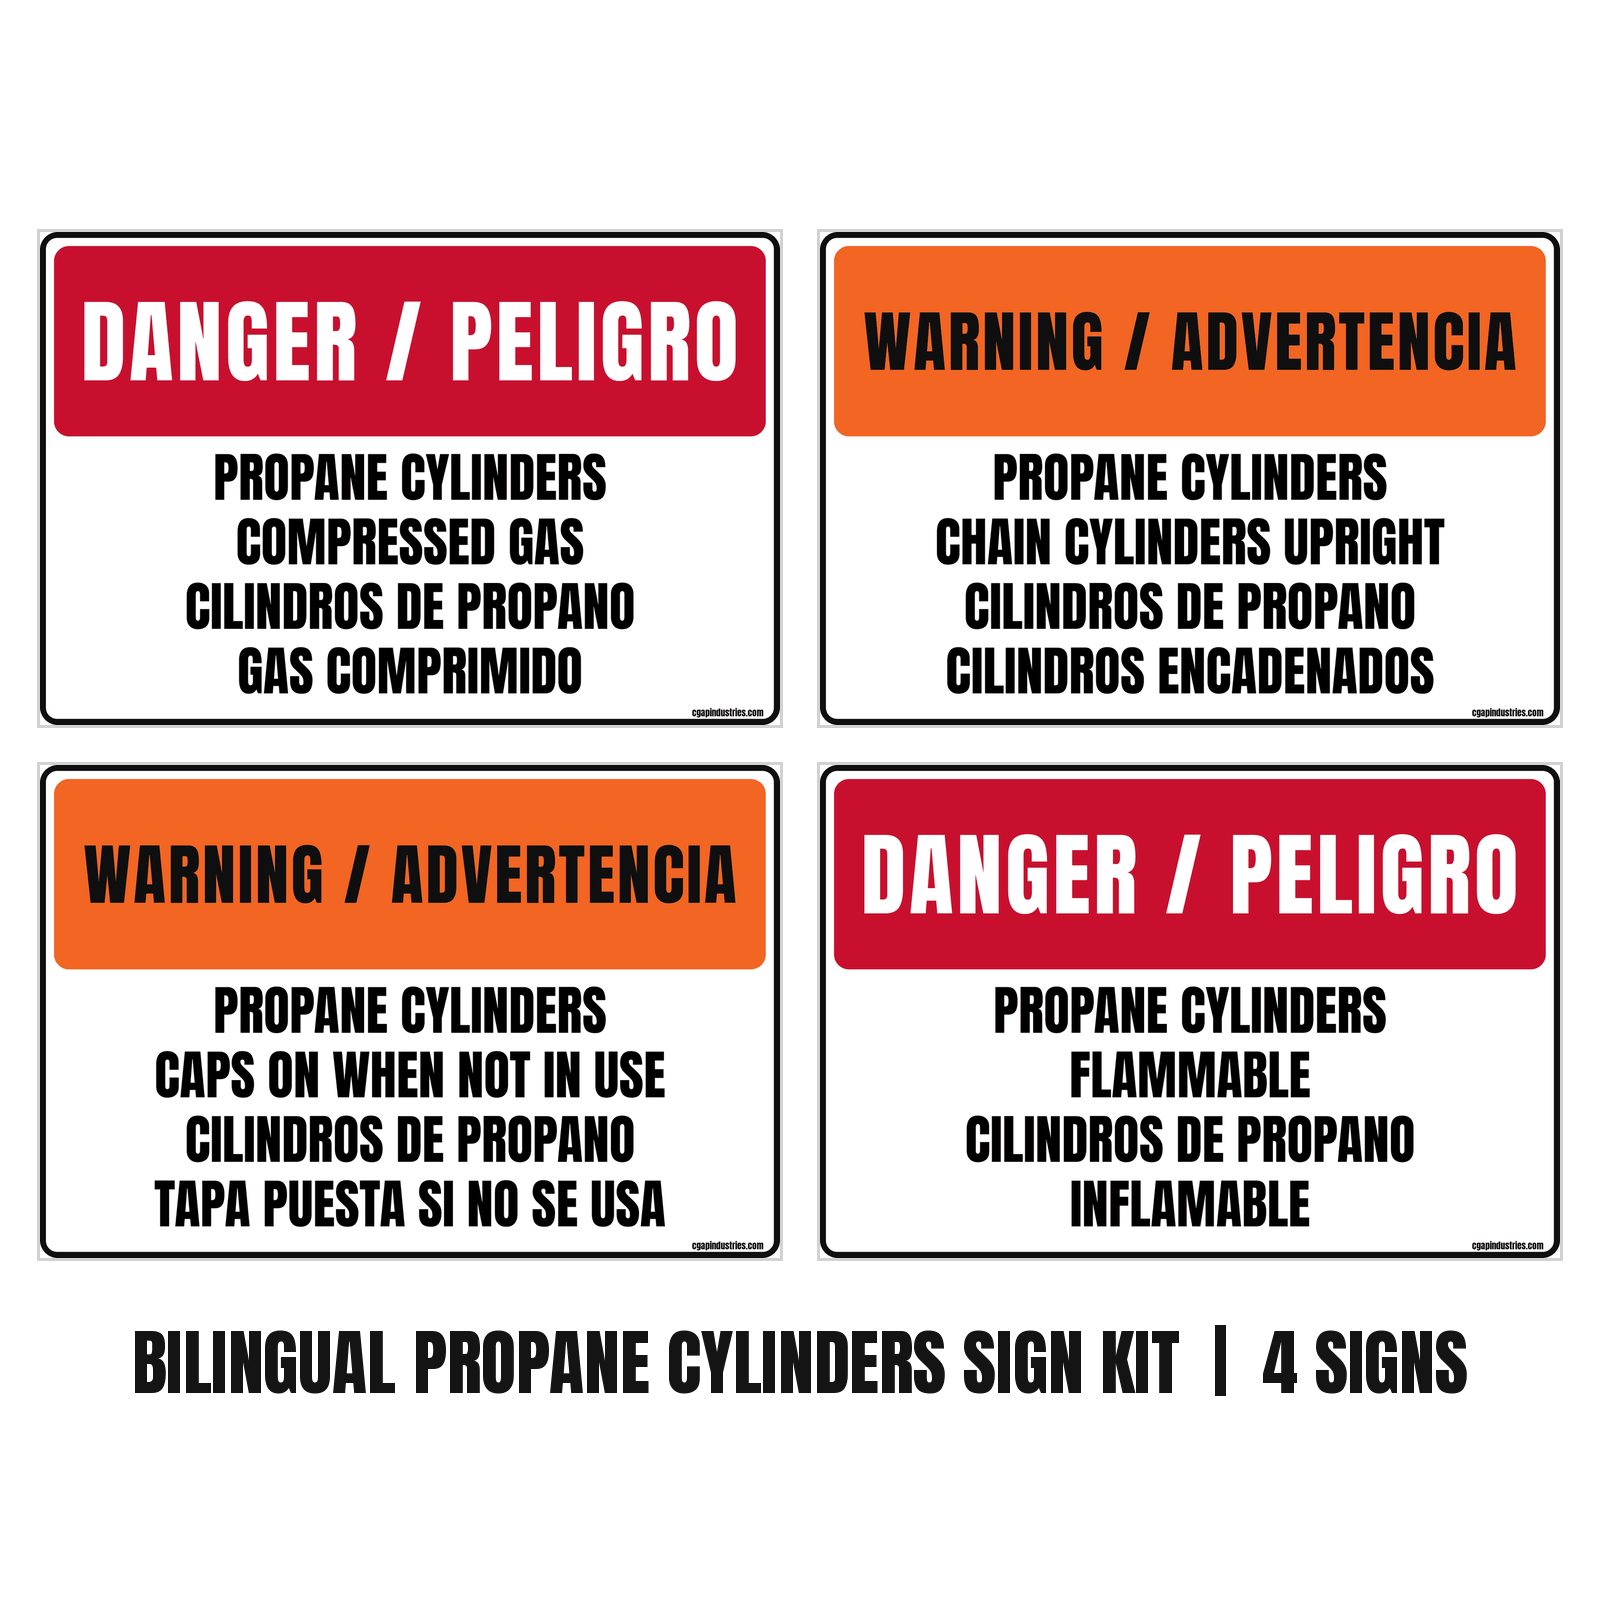 DANGER / PELIGRO
PROPANE CYLINDERS
COMPRESSED GAS
CILINDROS DE PROPANO
GAS COMPRIMIDO
cgapindustries.com
WARNING / ADVERTENCIA
PROPANE CYLINDERS
CHAIN CYLINDERS UPRIGHT
CILINDROS DE PROPANO
CILINDROS ENCADENADOS
cgapindustries.com
WARNING / ADVERTENCIA
PROPANE CYLINDERS
CAPS ON WHEN NOT IN USE
CILINDROS DE PROPANO
TAPA PUESTA SI NO SE USA
cgapindustries.com
DANGER / PELIGRO
PROPANE CYLINDERS
FLAMMABLE
CILINDROS DE PROPANO
INFLAMABLE
cgapindustries.com
BILINGUAL PROPANE CYLINDERS SIGN KIT | 4 SIGNS